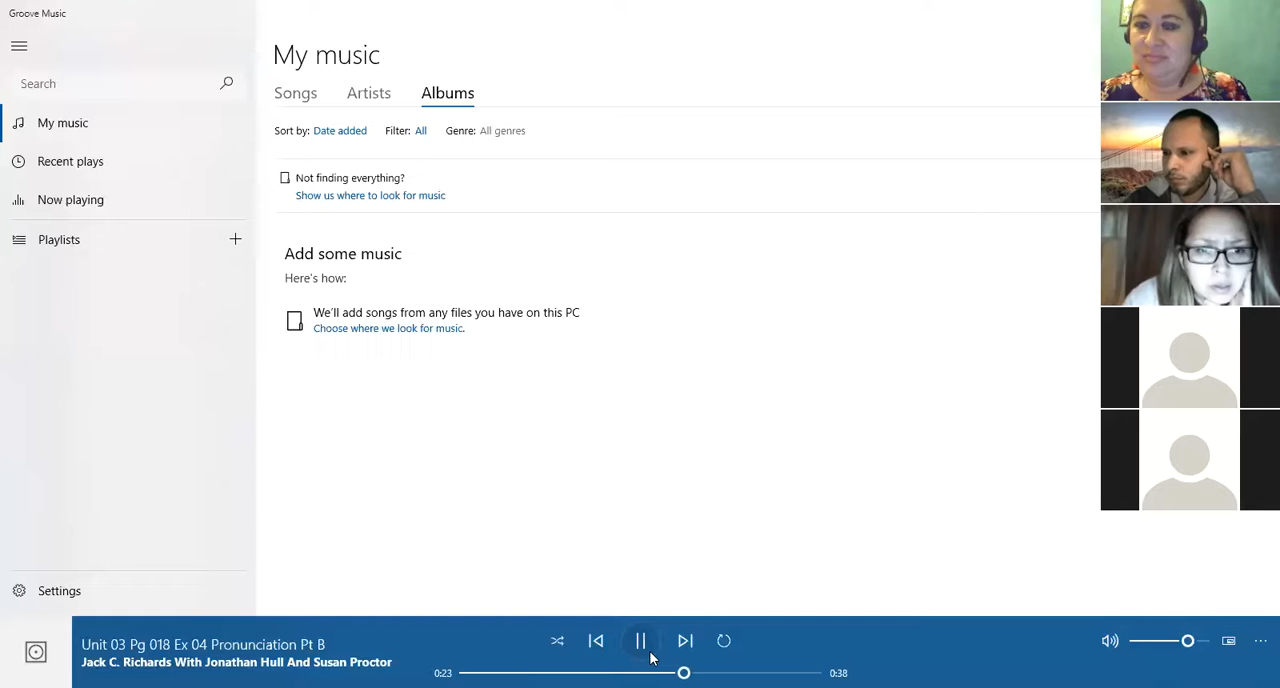 Groove Music
Search
My music
Recent plays
Now playing
Playlists
Settings
My music
Songs Artists Albums
Sort by: Date added Filter: All Genre: All genres
Not finding everything?
Show us where to look for music
Add some music
Here's how:
We'll add songs from any files you have on this PC
Choose where we look for music.
Unit 03 Pg 018 Ex 04 Pronunciation Pt B
Jack C. Richards With Jonathan Hull And Susan Proctor
0:23
0:38